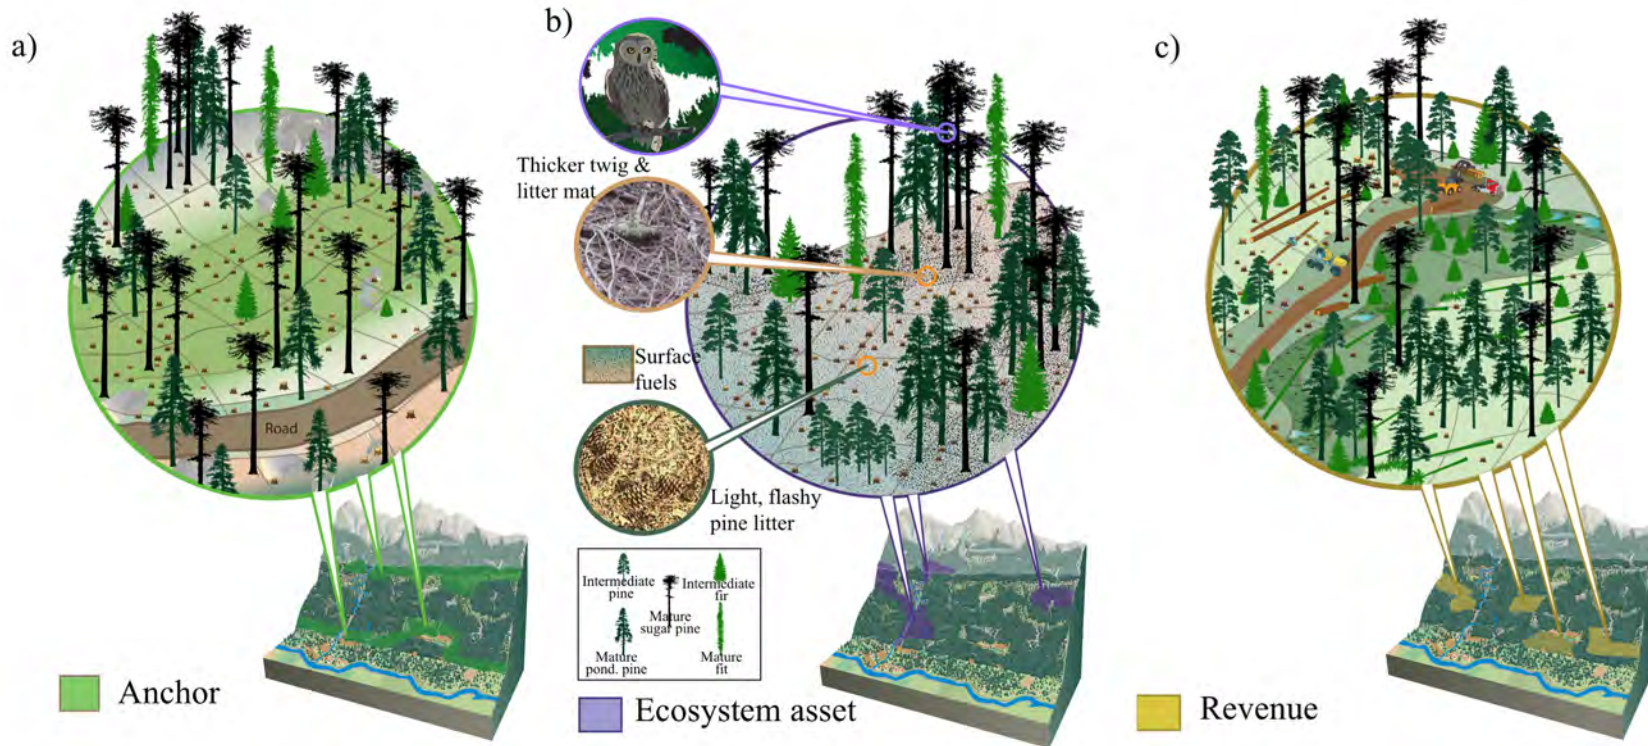 a)
Road
Anchor
b)
Thicker twig &
litter mat
Surface
fuels
Light, flashy
pine litter
Intermediate
pine
Mature
sugar pine
Intermediate
fir
Mature
pond. pine
Mature
fit
Ecosystem asset
c)
Revenue